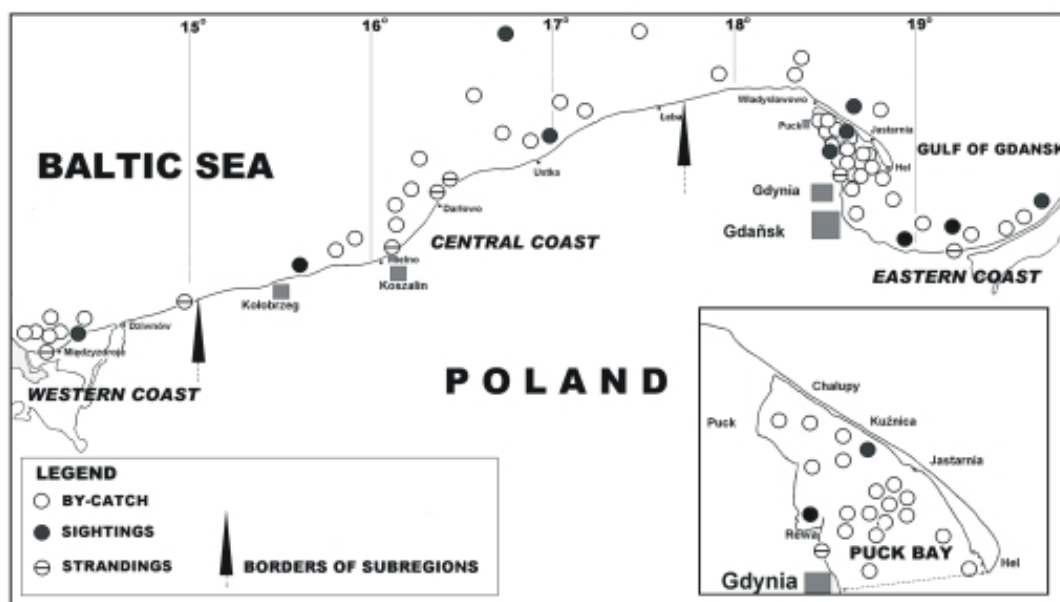 15° 16° 17° 18° 19°
Władysławowo
Łeba
Puck
Jastarnia
BALTIC SEA
GULF OF GDANSK
Hel
Ustka
Gdynia
Darłowo
Gdańsk
CENTRAL COAST
Mielno
EASTERN COAST
Koszalin
Kołobrzeg
Dziwnów
Międzyzdroje
WESTERN COAST
POLAND
Chalupy
Puck
Kuźnica
Jastarnia
Rewa
PUCK BAY
Hel
Gdynia
LEGEND
BY-CATCH
SIGHTINGS
STRANDINGS
BORDERS OF SUBREGIONS